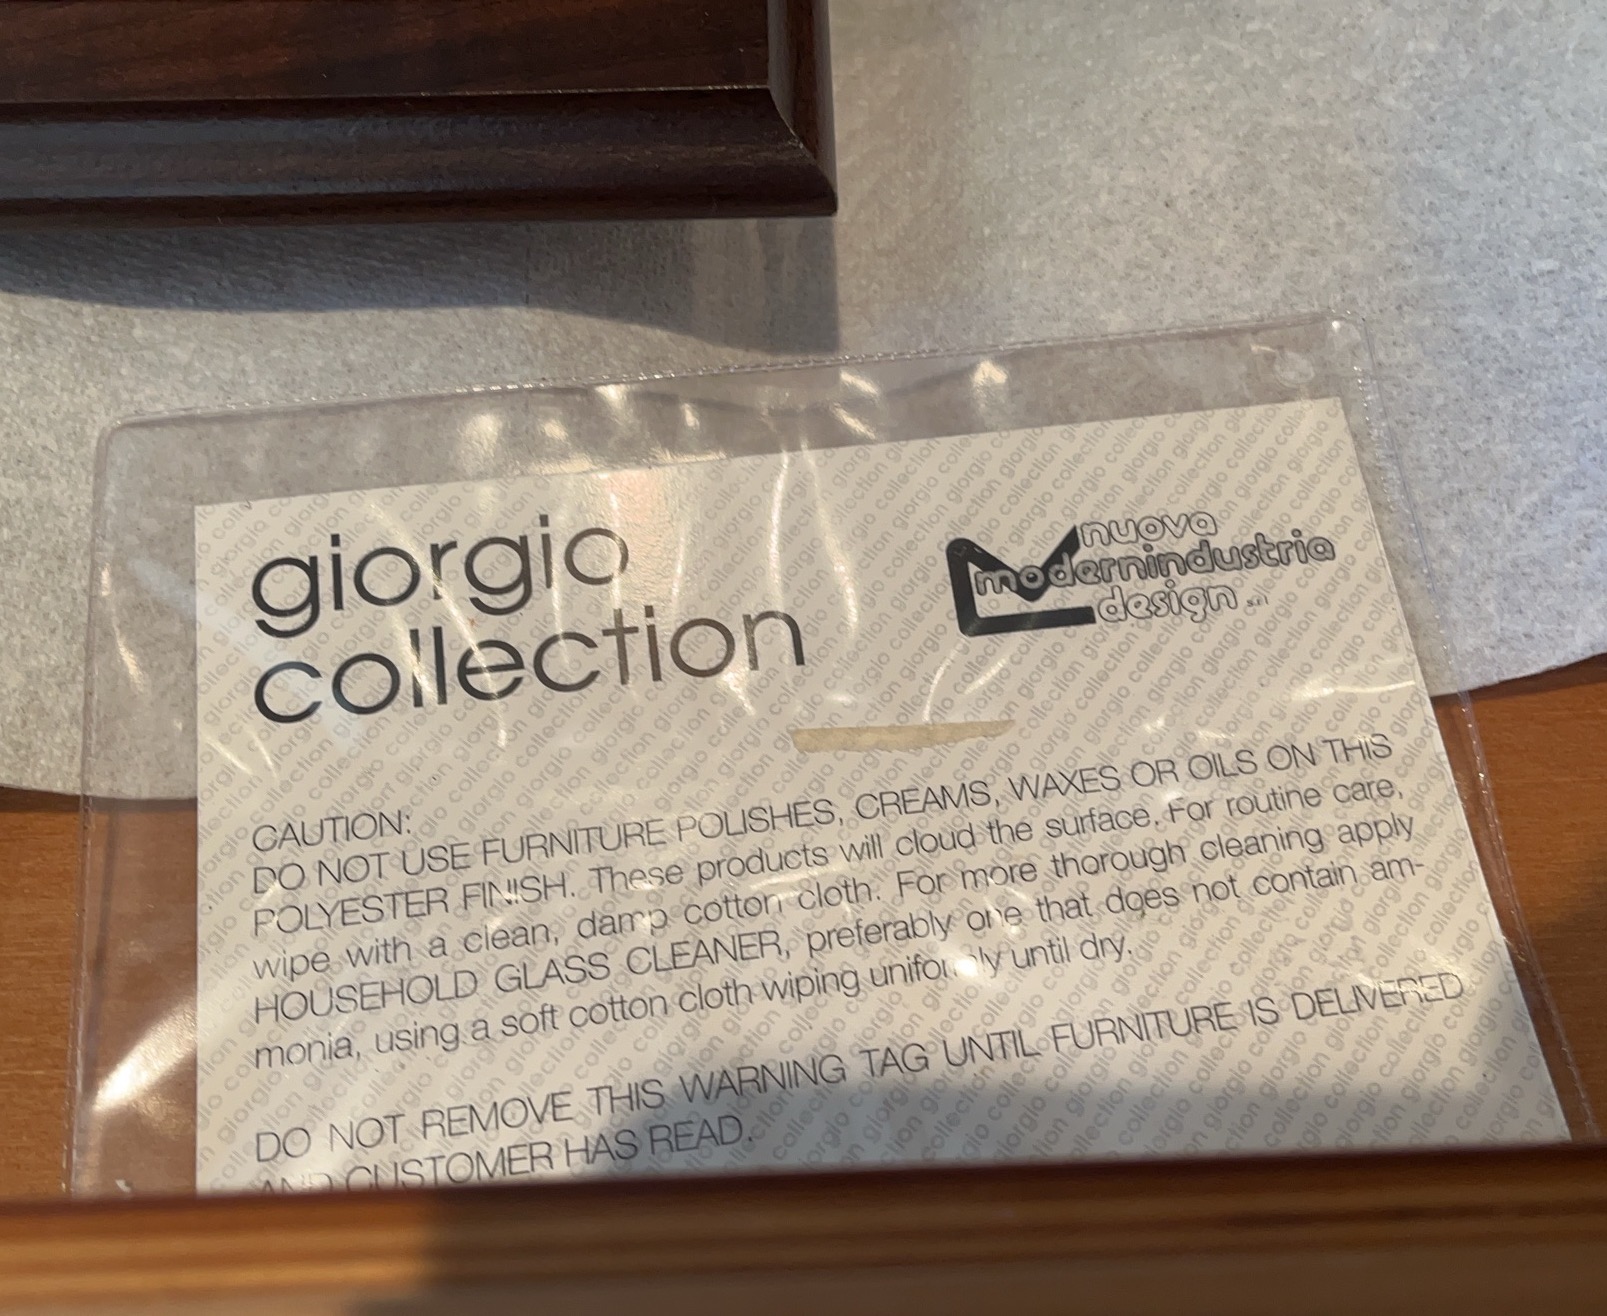 giorgio
collection
nuova
modernindustria
design
CAUTION:
DO NOT USE FURNITURE POLISHES, CREAMS, WAXES OR OILS ON THIS
POLYESTER FINISH. These products will cloud the surface. For routine care,
wipe with a clean, damp cotton cloth. For more thorough cleaning apply
HOUSEHOLD GLASS CLEANER, preferably one that does not contain am-
monia, using a soft cotton cloth wiping uniformly until dry.
DO NOT REMOVE THIS WARNING TAG UNTIL FURNITURE IS DELIVERED
AND CUSTOMER HAS READ.